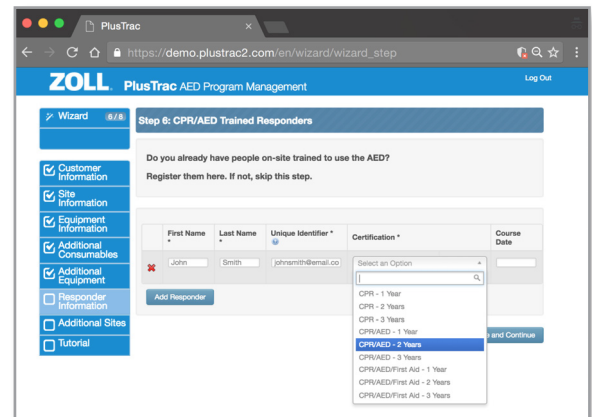 PlusTrac
https://demo.plustrac2.com/en/wizard/wizard_step
ZOLL. PlusTrac AED Program Management
Log Out
Wizard 6/8
Step 6: CPR/AED Trained Responders
Do you already have people on-site trained to use the AED?
Register them here. If not, skip this step.
Customer
Information
Site
Information
Equipment
Information
Additional
Consumables
Additional
Equipment
Responder
Information
Additional Sites
Tutorial
First Name
*
Last Name
*
Unique Identifier *
Certification *
Course
Date
John
Smith
johnsmith@email.co
Select an Option
Add Responder
CPR - 1 Year
CPR - 2 Years
CPR - 3 Years
CPR/AED - 1 Year
CPR/AED - 2 Years
CPR/AED - 3 Years
CPR/AED/First Aid - 1 Year
CPR/AED/First Aid - 2 Years
CPR/AED/First Aid - 3 Years
and Continue